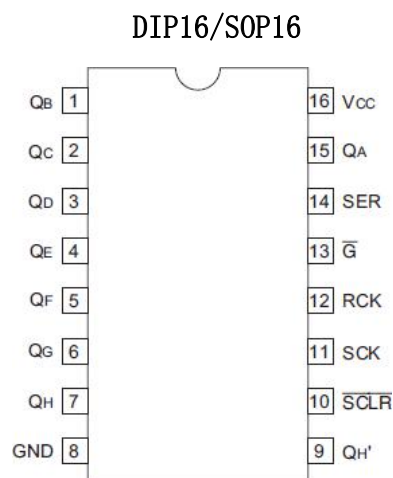 DIP16/SOP16
QB 1 16 VCC
QC 2 15 QA
QD 3 14 SER
QE 4 13 G̅
QF 5 12 RCK
QG 6 11 SCK
QH 7 10 S̅C̅L̅R̅
GND 8 9 QH'